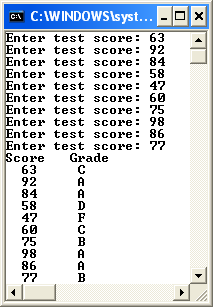 C:\WINDOWS\syst...
Enter test score: 63
Enter test score: 92
Enter test score: 84
Enter test score: 58
Enter test score: 47
Enter test score: 60
Enter test score: 75
Enter test score: 98
Enter test score: 86
Enter test score: 77
Score Grade
63 C
92 A
84 A
58 D
47 F
60 C
75 B
98 A
86 A
77 B